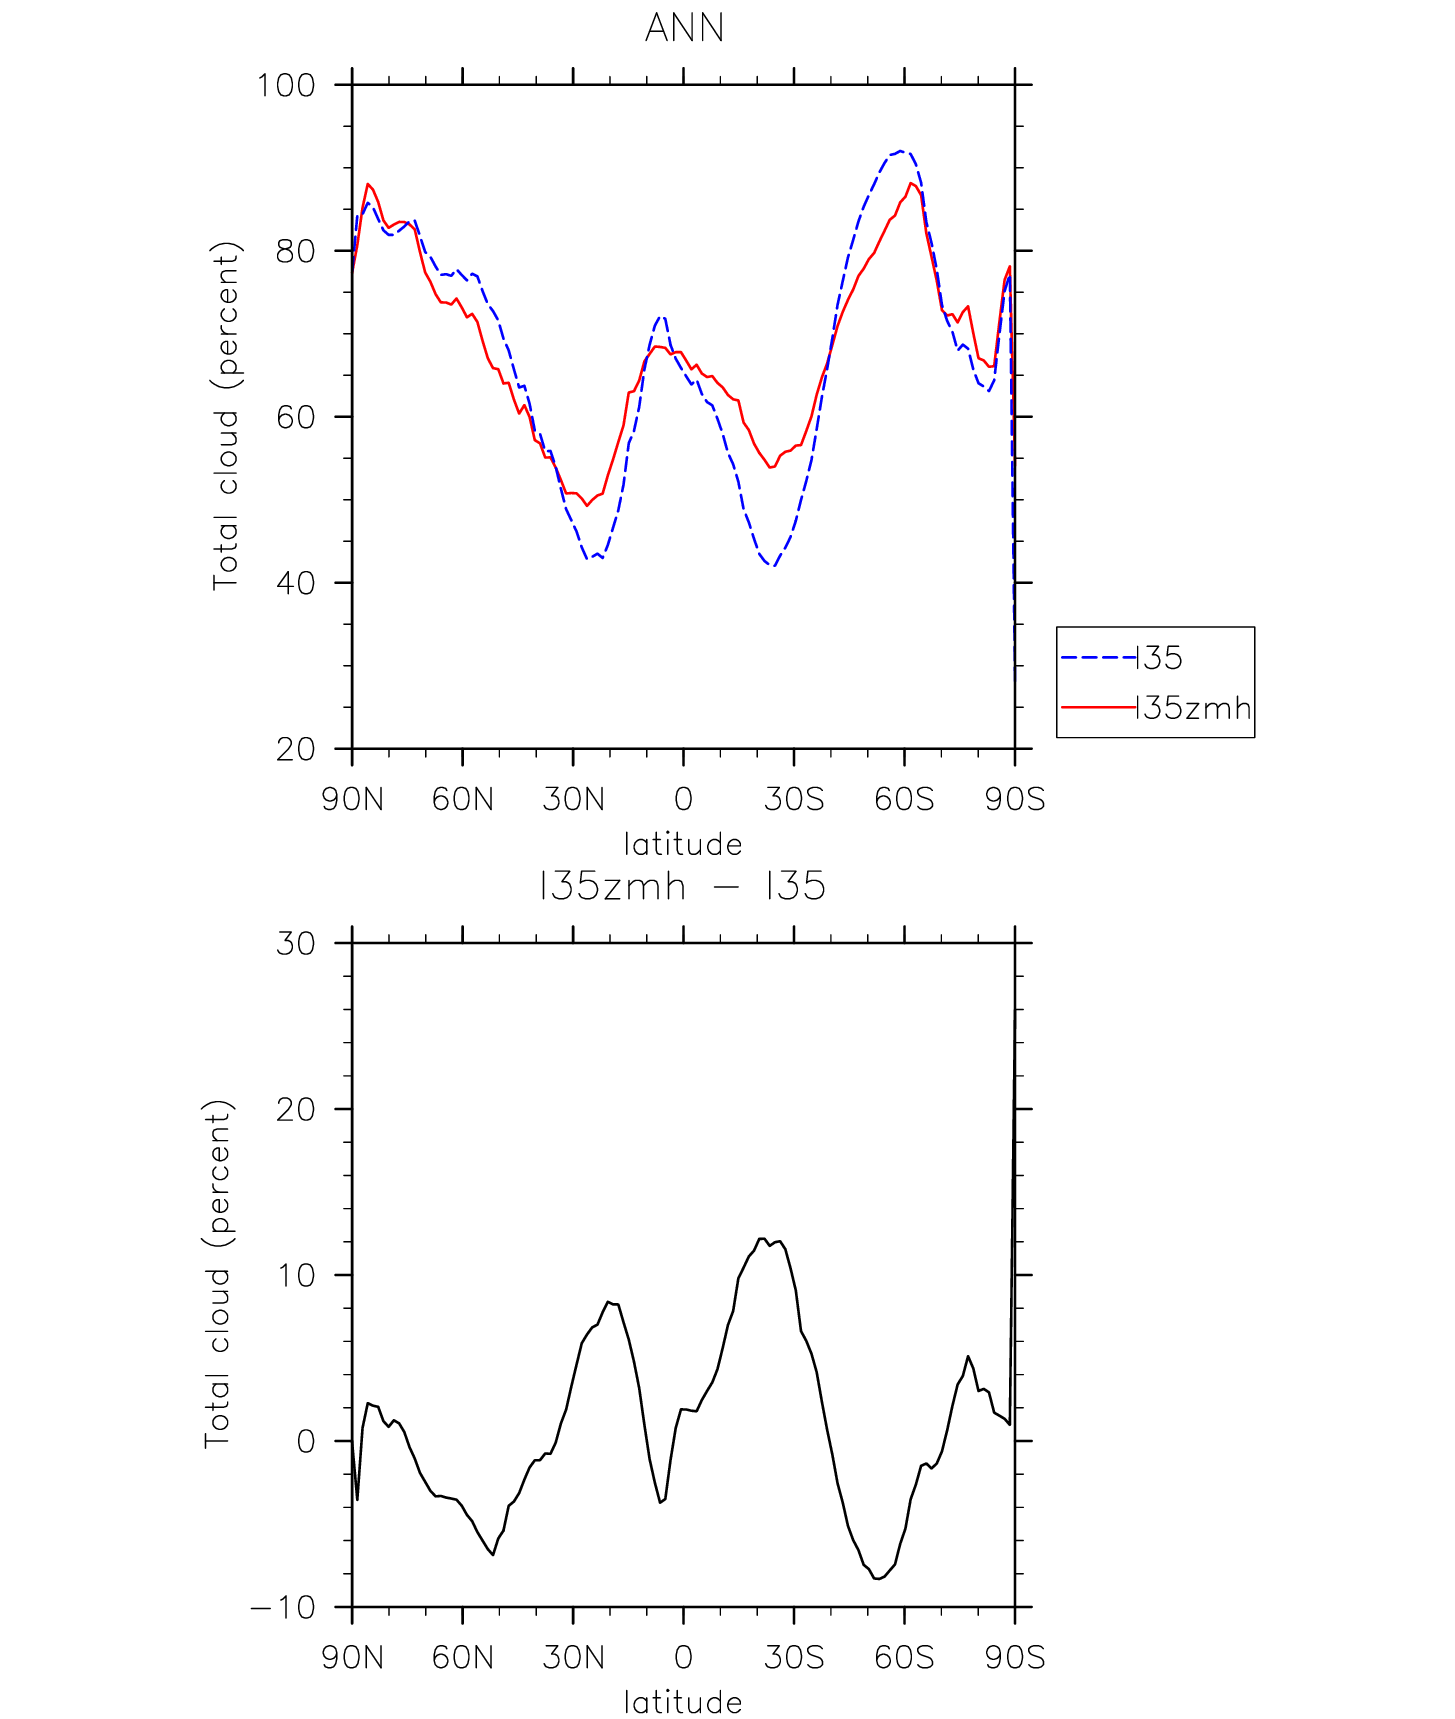 ANN
100
80
60
40
20
Total cloud (percent)
90N 60N 30N 0 30S 60S 90S
latitude
I35
I35zmh
I35zmh - I35
30
20
10
0
-10
Total cloud (percent)
90N 60N 30N 0 30S 60S 90S
latitude